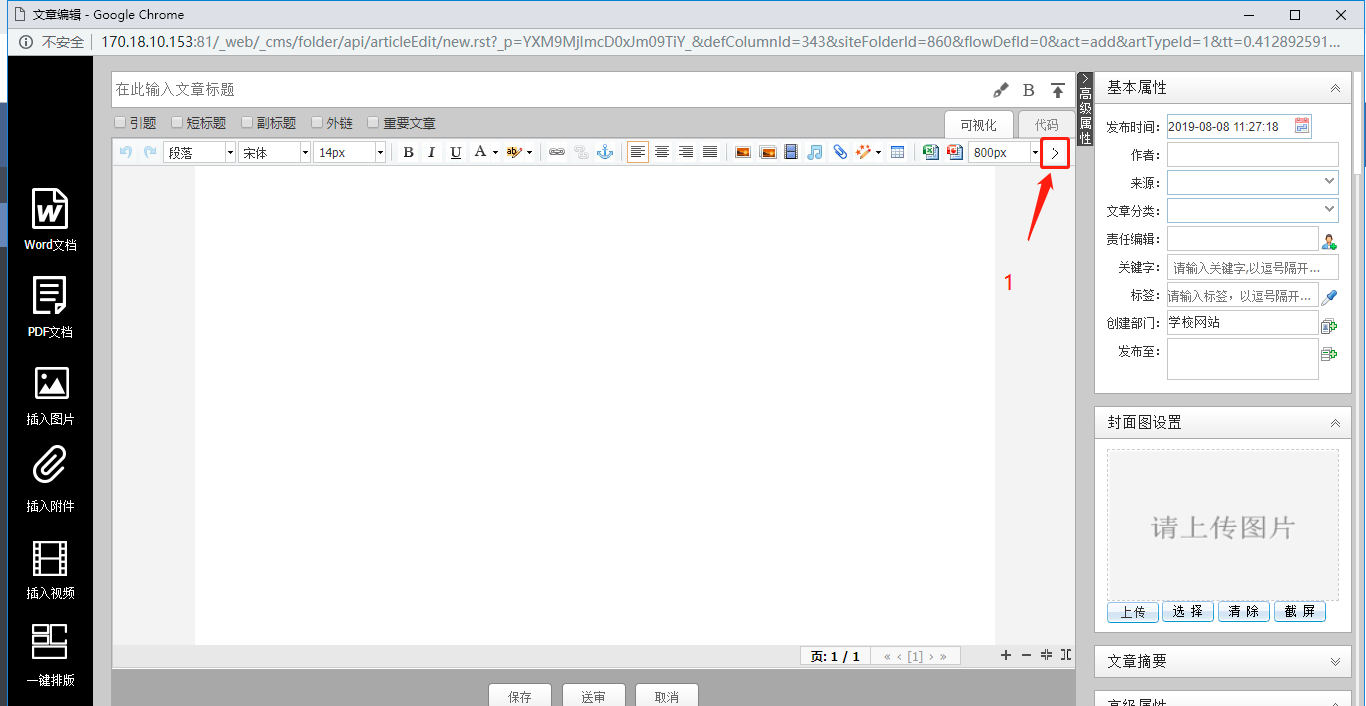 文章编辑 - Google Chrome
不安全 170.18.10.153:81/_web/_cms/folder/api/articleEdit/new.rst?_p=YXM9MjImcD0xJm09TiY_&defColumnId=343&siteFolderId=860&flowDefId=0&act=add&artTypeId=1&tt=0.412892591...
在此输入文章标题 B
引题 短标题 副标题 外链 重要文章 可视化 代码
段落 宋体 14px B I U A ab 800px
1
页: 1 / 1 « ‹ [1] › »
保存 送审 取消
W
Word文档
PDF文档
插入图片
插入附件
插入视频
一键排版
高级属性
基本属性
发布时间: 2019-08-08 11:27:18
作者:
来源:
文章分类:
责任编辑:
关键字: 请输入关键字,以逗号隔开...
标签: 请输入标签，以逗号隔开...
创建部门: 学校网站
发布至:
封面图设置
请上传图片
上传 选择 清除 截屏
文章摘要
高级属性